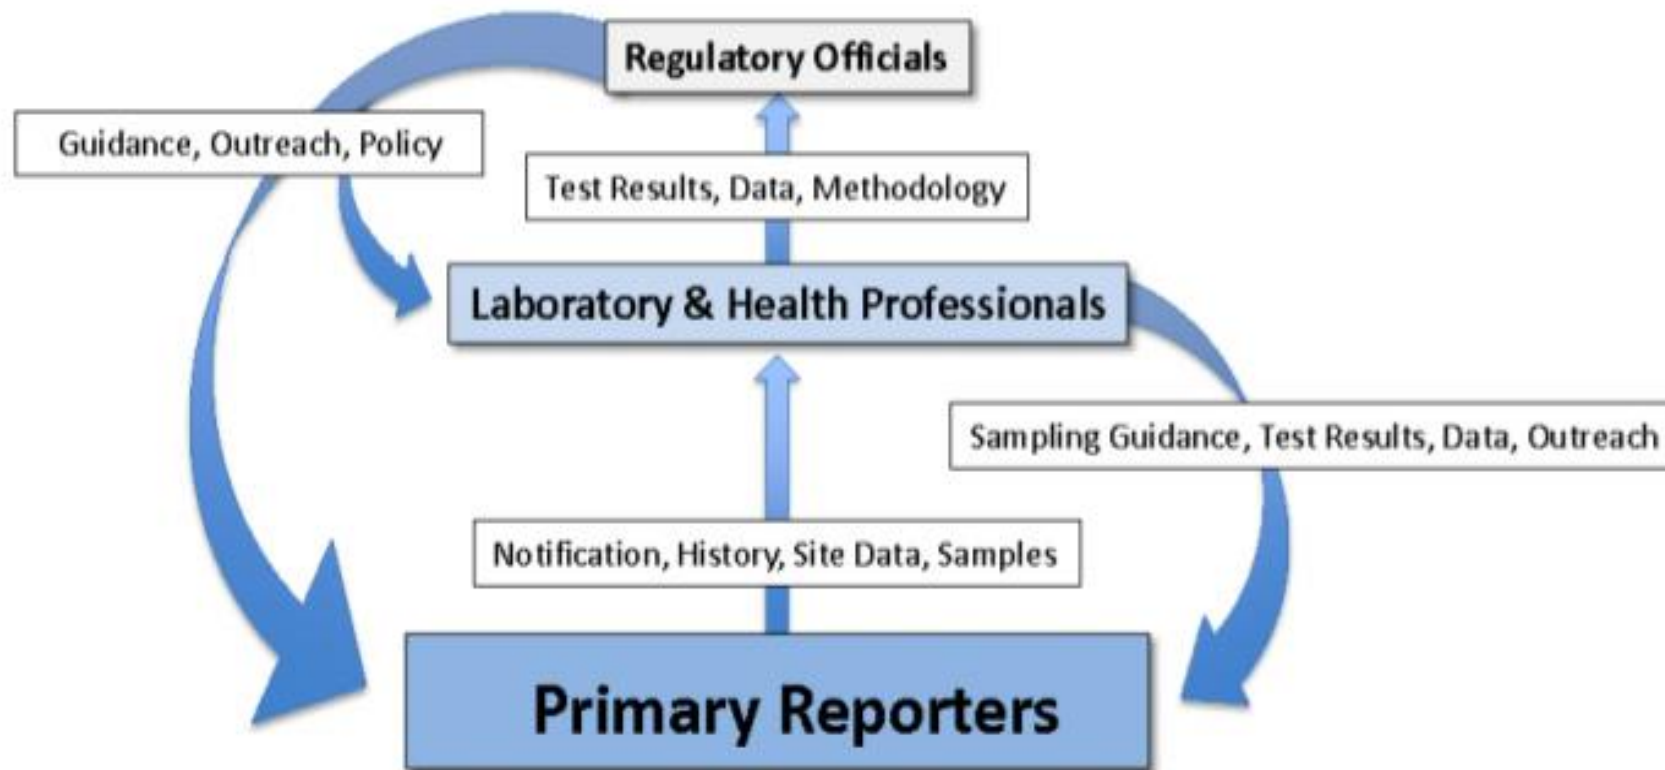 Regulatory Officials
Guidance, Outreach, Policy
Test Results, Data, Methodology
Laboratory & Health Professionals
Sampling Guidance, Test Results, Data, Outreach
Notification, History, Site Data, Samples
Primary Reporters